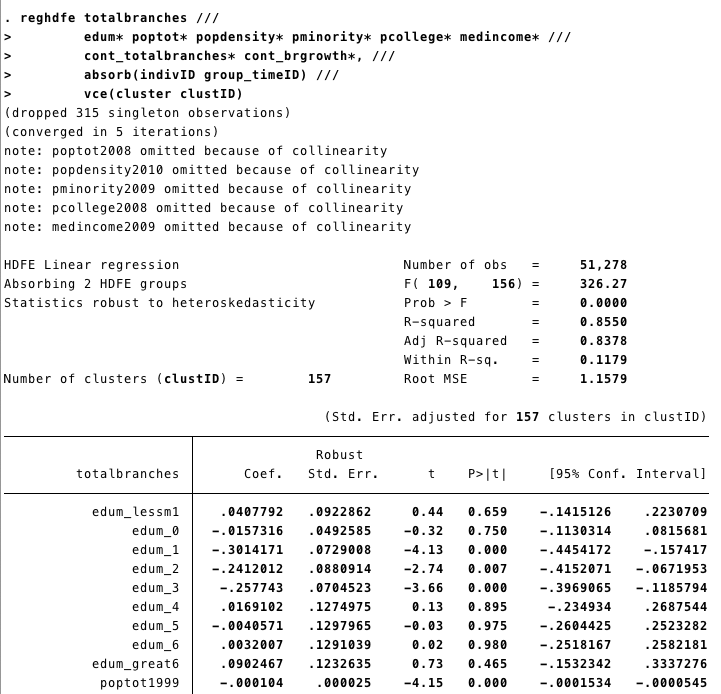 . reghdfe totalbranches ///
> edum* poptot* popdensity* pminority* pcollege* medincome* ///
> cont_totalbranches* cont_brgrowth*, ///
> absorb(indivID group_timeID) ///
> vce(cluster clustID)
(dropped 315 singleton observations)
(converged in 5 iterations)
note: poptot2008 omitted because of collinearity
note: popdensity2010 omitted because of collinearity
note: pminority2009 omitted because of collinearity
note: pcollege2008 omitted because of collinearity
note: medincome2009 omitted because of collinearity
HDFE Linear regression Number of obs = 51,278
Absorbing 2 HDFE groups F( 109, 156) = 326.27
Statistics robust to heteroskedasticity Prob > F = 0.0000
R-squared = 0.8550
Adj R-squared = 0.8378
Within R-sq. = 0.1179
Number of clusters (clustID) = 157 Root MSE = 1.1579
(Std. Err. adjusted for 157 clusters in clustID)
Robust
totalbranches Coef. Std. Err. t P>|t| [95% Conf. Interval]
edum_lessm1 .0407792 .0922862 0.44 0.659 -.1415126 .2230709
edum_0 -.0157316 .0492585 -0.32 0.750 -.1130314 .0815681
edum_1 -.3014171 .0729008 -4.13 0.000 -.4454172 -.157417
edum_2 -.2412012 .0880914 -2.74 0.007 -.4152071 -.0671953
edum_3 -.257743 .0704523 -3.66 0.000 -.3969065 -.1185794
edum_4 .0169102 .1274975 0.13 0.895 -.234934 .2687544
edum_5 -.0040571 .1297965 -0.03 0.975 -.2604425 .2523282
edum_6 .0032007 .1291039 0.02 0.980 -.2518167 .2582181
edum_great6 .0902467 .1232635 0.73 0.465 -.1532342 .3337276
poptot1999 -.000104 .000025 -4.15 0.000 -.0001534 -.0000545